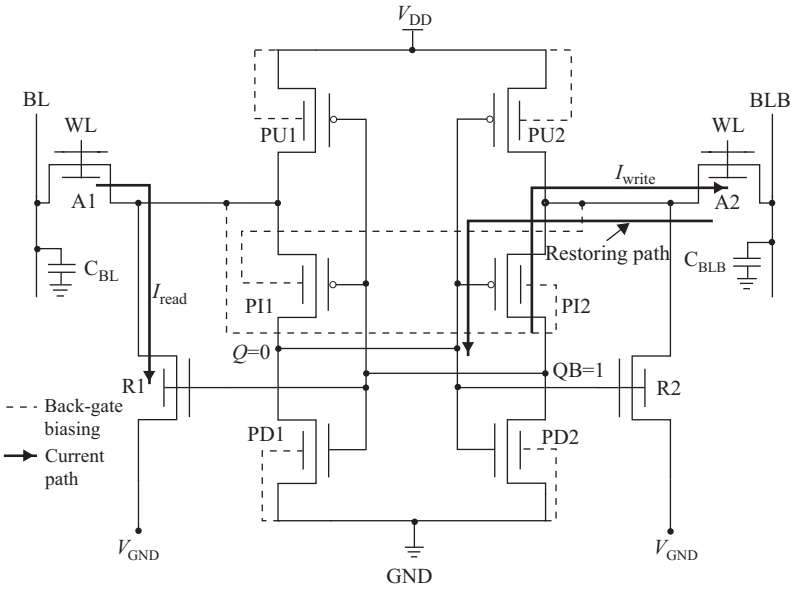 V_DD
BL
BLB
WL
WL
PU1
PU2
A1
I_write
A2
C_BL
Restoring path
C_BLB
I_read
PI1
PI2
Q=0
QB=1
R1
R2
Back-gate
biasing
PD1
PD2
Current
path
V_GND
V_GND
GND